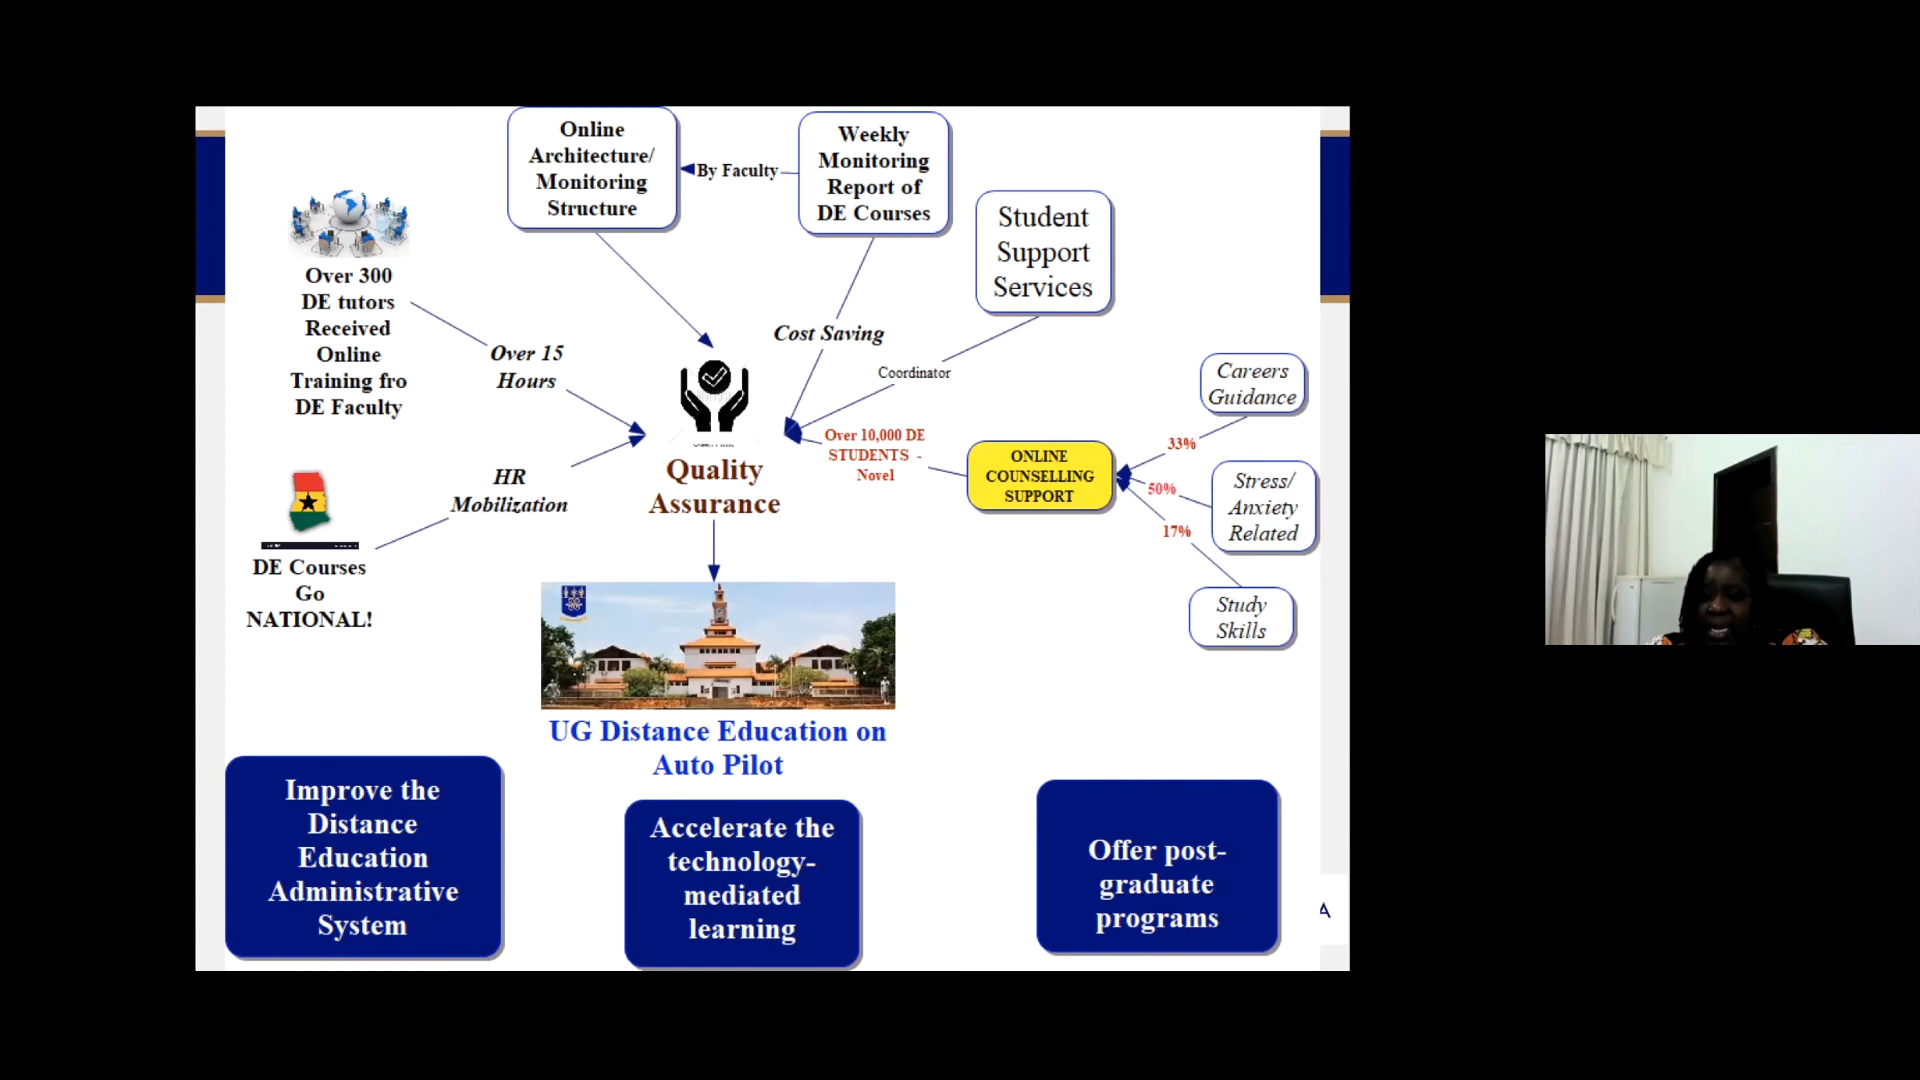 Online
Architecture/
Monitoring
Structure
By Faculty
Weekly
Monitoring
Report of
DE Courses
Student
Support
Services
Over 300
DE tutors
Received
Online
Training fro
DE Faculty
Over 15
Hours
Cost Saving
Coordinator
Careers
Guidance
33%
Over 10,000 DE
STUDENTS -
Novel
ONLINE
COUNSELLING
SUPPORT
50%
Stress/
Anxiety
Related
17%
Study
Skills
HR
Mobilization
Quality
Assurance
DE Courses
Go
NATIONAL!
UG Distance Education on
Auto Pilot
Improve the
Distance
Education
Administrative
System
Accelerate the
technology-
mediated
learning
Offer post-
graduate
programs
A